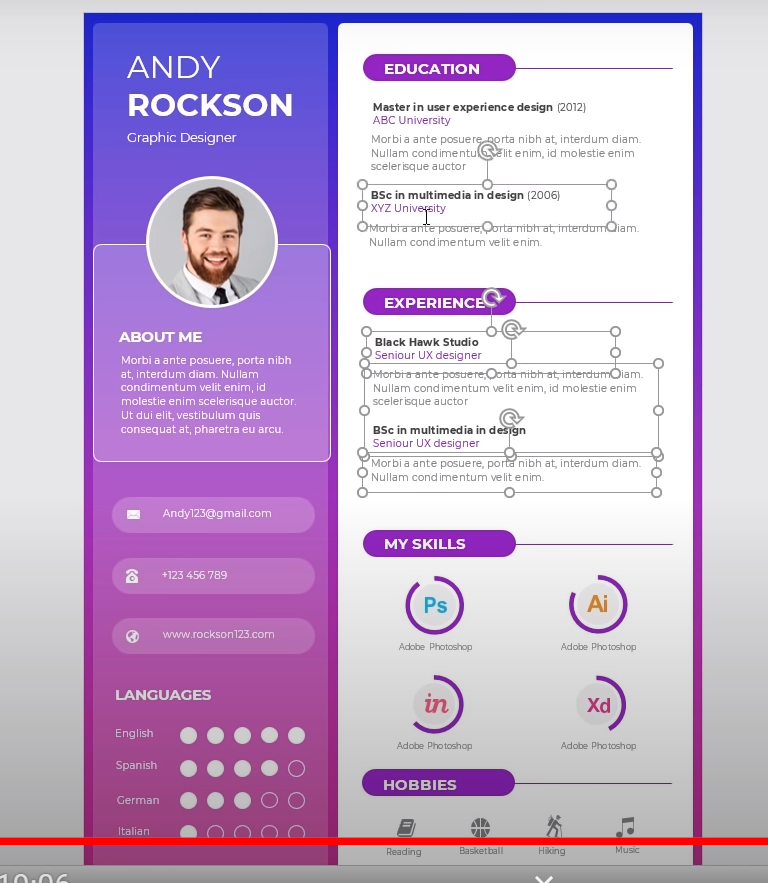 ANDY
ROCKSON
Graphic Designer
ABOUT ME
Morbi a ante posuere, porta nibh
at, interdum diam. Nullam
condimentum velit enim, id
molestie enim scelerisque auctor.
Ut dui elit, vestibulum quis
consequat at, pharetra eu arcu.
Andy123@gmail.com
+123 456 789
www.rockson123.com
LANGUAGES
English
Spanish
German
Italian
EDUCATION
Master in user experience design (2012)
ABC University
Morbi a ante posuere, porta nibh at, interdum diam.
Nullam condimentum velit enim, id molestie enim
scelerisque auctor
BSc in multimedia in design (2006)
XYZ University
Morbi a ante posuere, porta nibh at, interdum diam.
Nullam condimentum velit enim.
EXPERIENCE
Black Hawk Studio
Seniour UX designer
Morbi a ante posuere, porta nibh at, interdum diam.
Nullam condimentum velit enim, id molestie enim
scelerisque auctor
BSc in multimedia in design
Seniour UX designer
Morbi a ante posuere, porta nibh at, interdum diam.
Nullam condimentum velit enim.
MY SKILLS
Ps
Adobe Photoshop
Ai
Adobe Photoshop
in
Adobe Photoshop
Xd
Adobe Photoshop
HOBBIES
Reading
Basketball
Hiking
Music